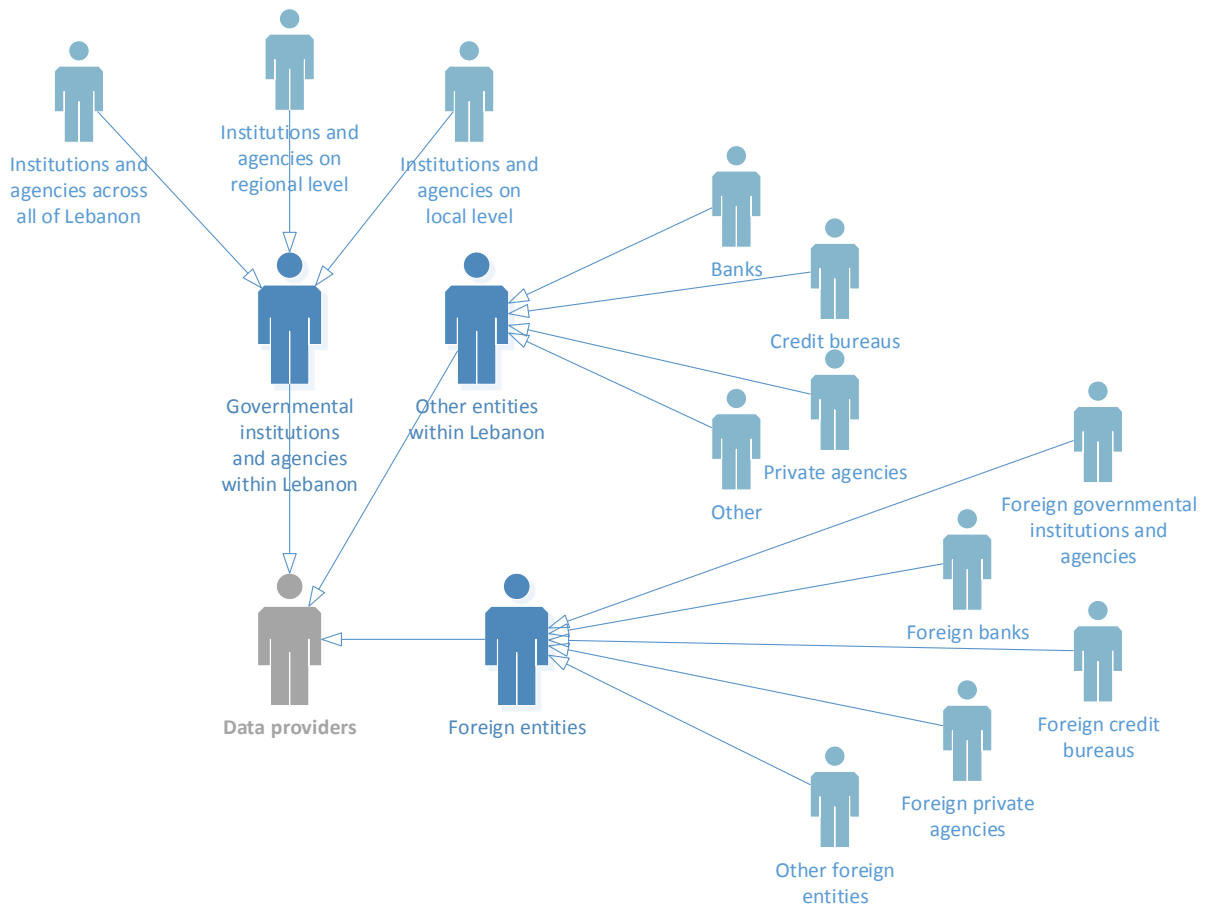 Institutions and
agencies across
all of Lebanon
Institutions and
agencies on
regional level
Institutions and
agencies on
local level
Banks
Credit bureaus
Private agencies
Other
Governmental
institutions
and agencies
within Lebanon
Other entities
within Lebanon
Foreign governmental
institutions and
agencies
Foreign banks
Foreign credit
bureaus
Foreign private
agencies
Other foreign
entities
Data providers
Foreign entities